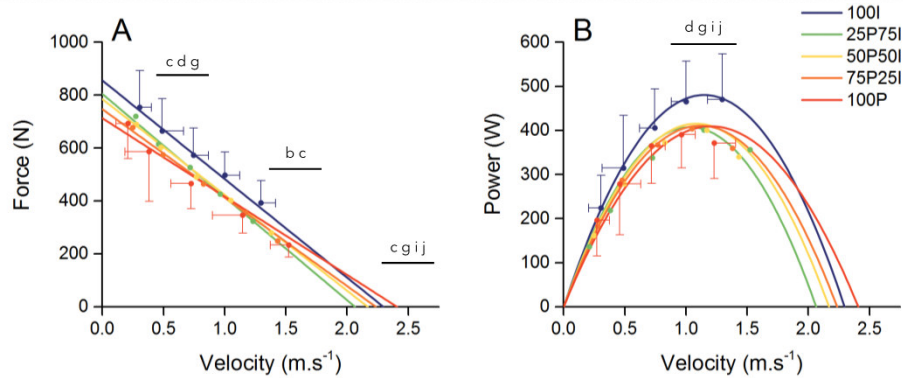 A
c d g
b c
c g i j
1000
800
600
400
200
0
Force (N)
0.0 0.5 1.0 1.5 2.0 2.5
Velocity (m.s⁻¹)
B
d g i j
600
500
400
300
200
100
0
Power (W)
0.0 0.5 1.0 1.5 2.0 2.5
Velocity (m.s⁻¹)
100I
25P75I
50P50I
75P25I
100P